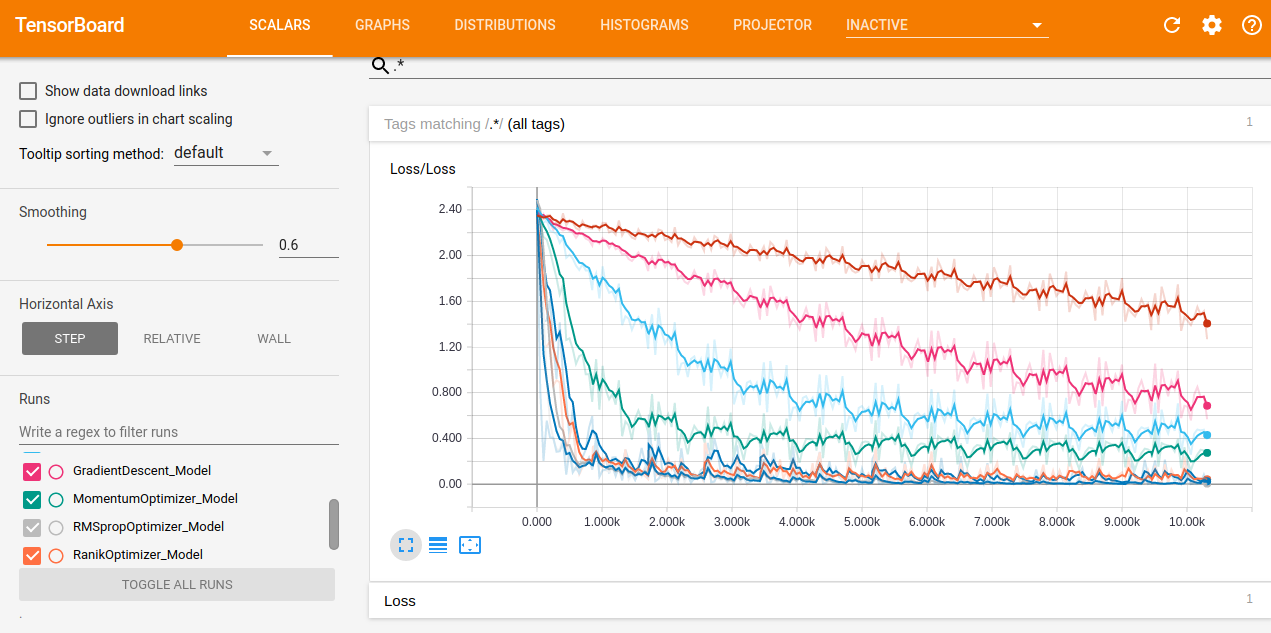 TensorBoard SCALARS GRAPHS DISTRIBUTIONS HISTOGRAMS PROJECTOR INACTIVE
Show data download links
Ignore outliers in chart scaling
Tooltip sorting method: default
Smoothing
0.6
Horizontal Axis
STEP RELATIVE WALL
Runs
Write a regex to filter runs
GradientDescent_Model
MomentumOptimizer_Model
RMSpropOptimizer_Model
RanikOptimizer_Model
TOGGLE ALL RUNS
.
.*
Tags matching /.*/ (all tags) 1
Loss/Loss
2.40
2.00
1.60
1.20
0.800
0.400
0.00
0.000 1.000k 2.000k 3.000k 4.000k 5.000k 6.000k 7.000k 8.000k 9.000k 10.00k
Loss 1